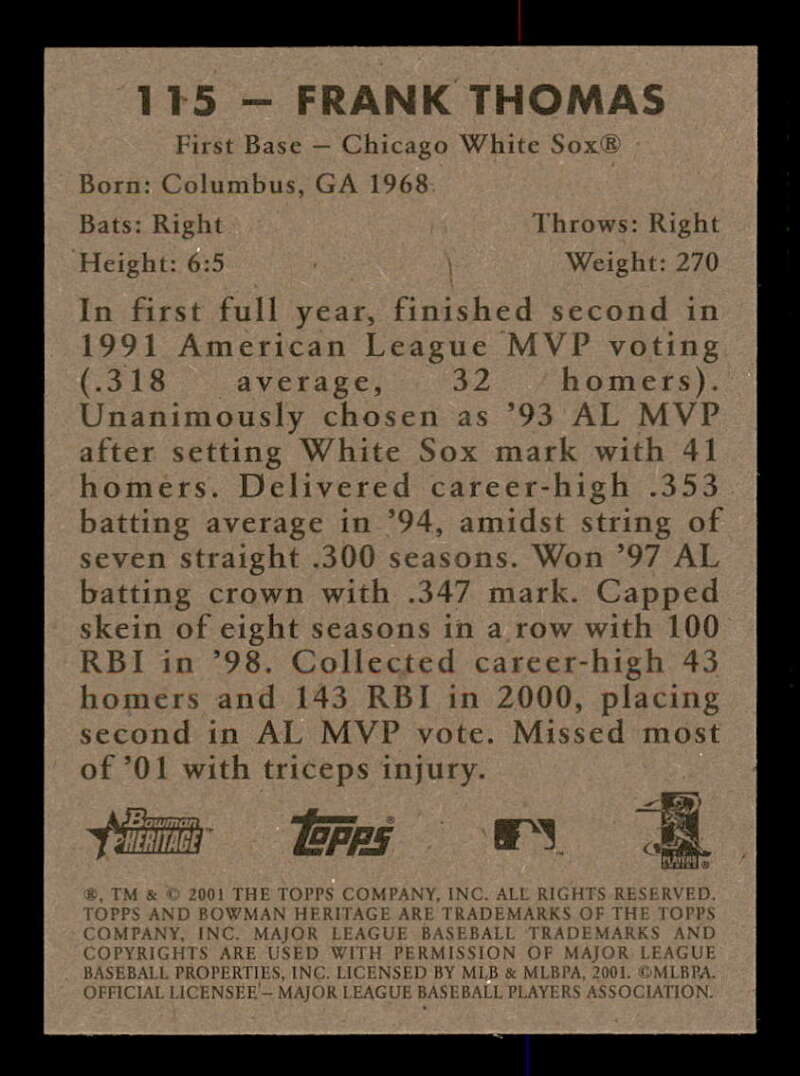 115 – FRANK THOMAS
First Base – Chicago White Sox®
Born: Columbus, GA 1968
Bats: Right Throws: Right
Height: 6:5 Weight: 270
In first full year, finished second in
1991 American League MVP voting
(.318 average, 32 homers).
Unanimously chosen as ’93 AL MVP
after setting White Sox mark with 41
homers. Delivered career-high .353
batting average in ’94, amidst string of
seven straight .300 seasons. Won ’97 AL
batting crown with .347 mark. Capped
skein of eight seasons in a row with 100
RBI in ’98. Collected career-high 43
homers and 143 RBI in 2000, placing
second in AL MVP vote. Missed most
of ’01 with triceps injury.
Bowman HERITAGE™ Topps®
®, TM & © 2001 THE TOPPS COMPANY, INC. ALL RIGHTS RESERVED.
TOPPS AND BOWMAN HERITAGE ARE TRADEMARKS OF THE TOPPS
COMPANY, INC. MAJOR LEAGUE BASEBALL TRADEMARKS AND
COPYRIGHTS ARE USED WITH PERMISSION OF MAJOR LEAGUE
BASEBALL PROPERTIES, INC. LICENSED BY MLB & MLBPA, 2001. ©MLBPA.
OFFICIAL LICENSEE – MAJOR LEAGUE BASEBALL PLAYERS ASSOCIATION.